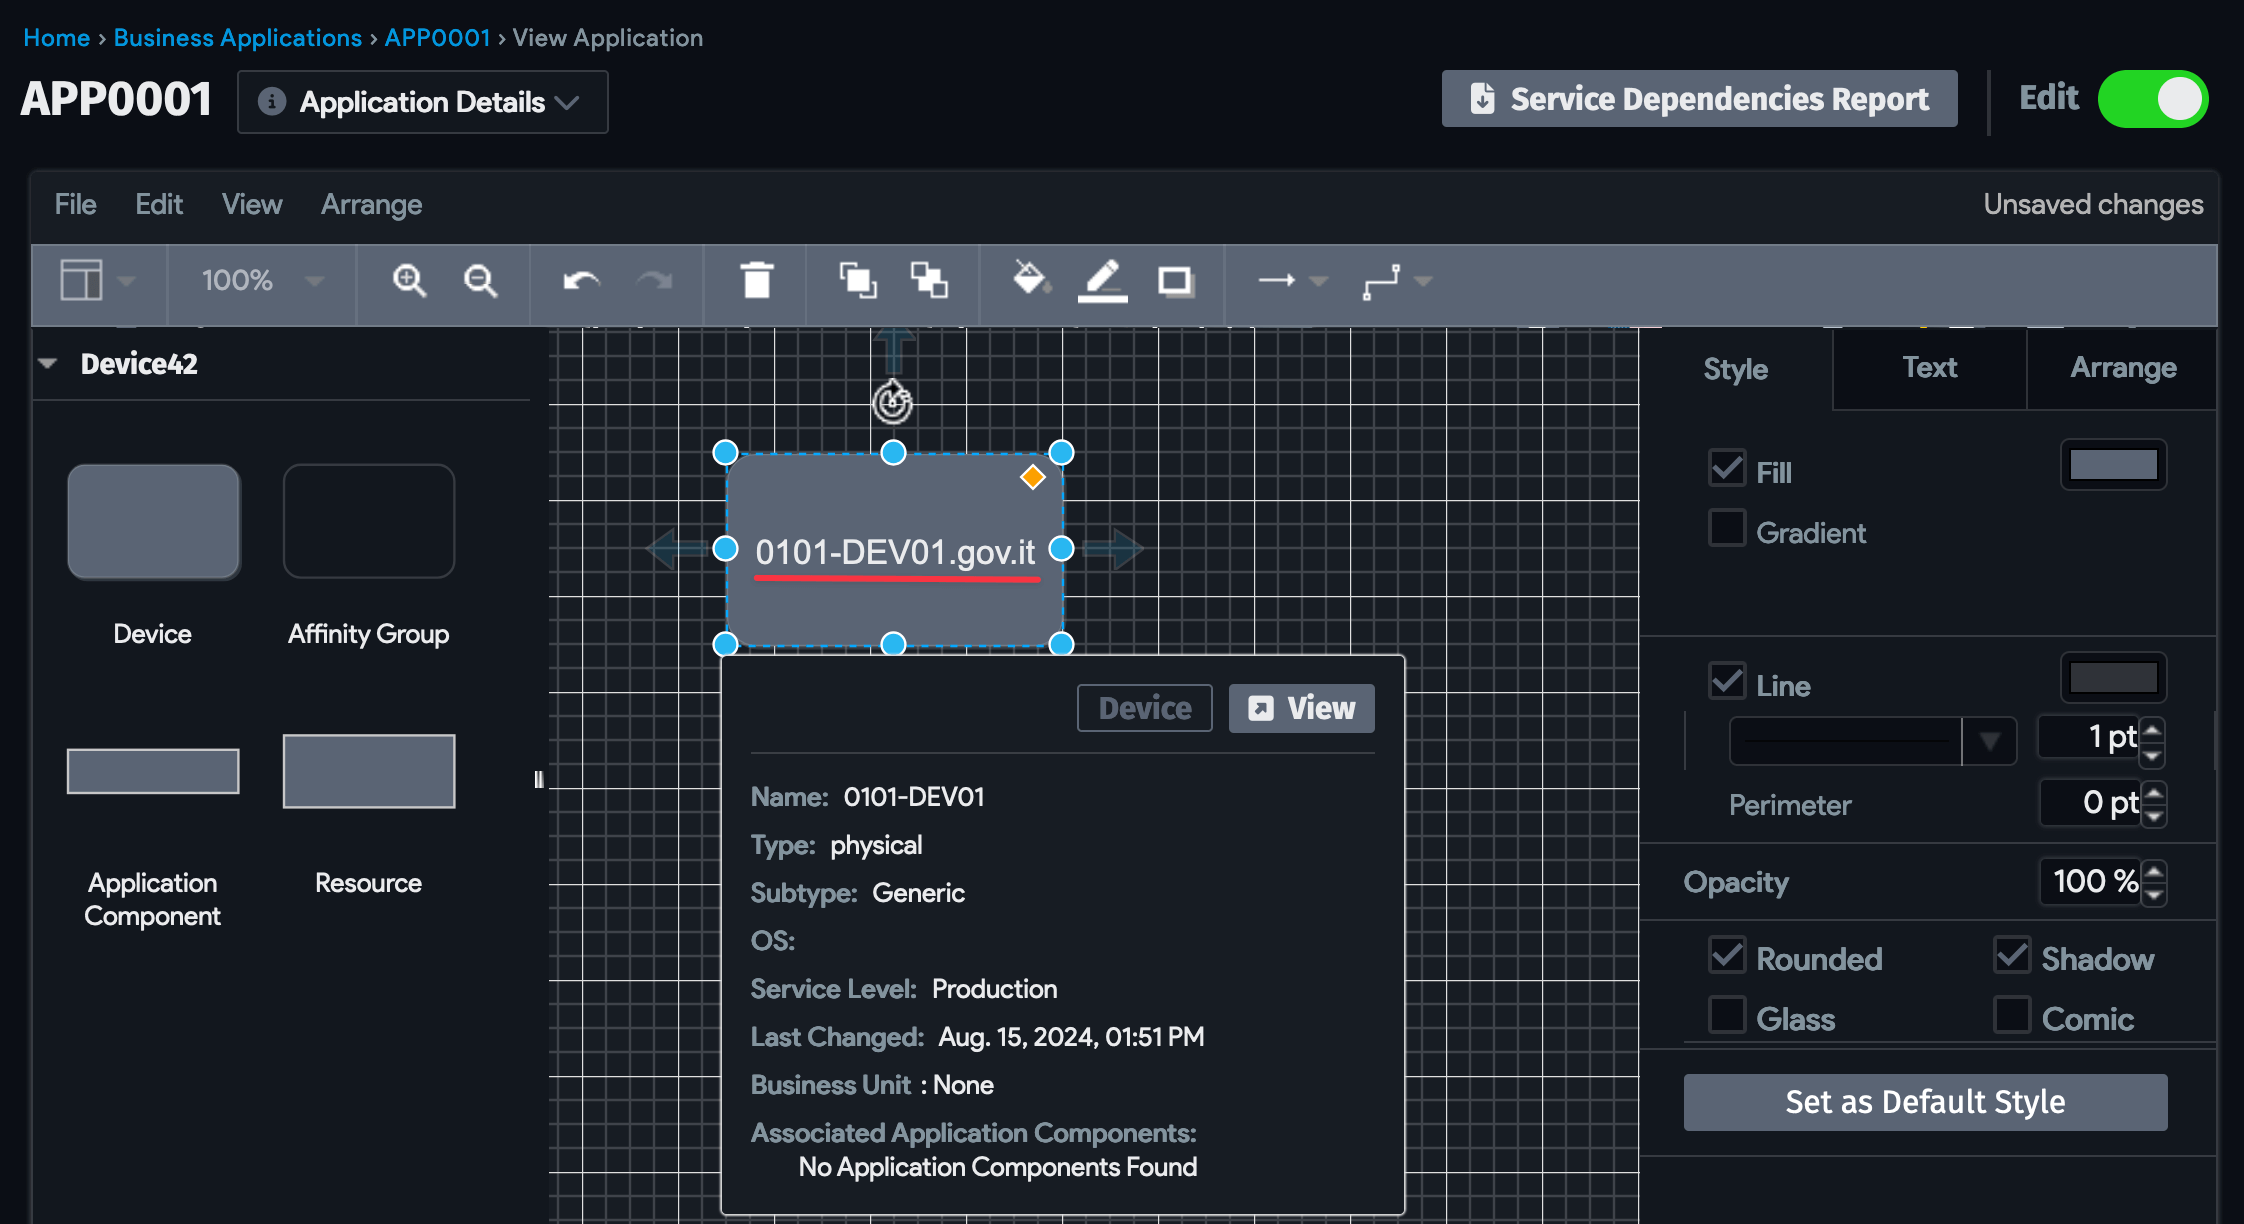 Home › Business Applications › APP0001 › View Application
APP0001
Application Details
Service Dependencies Report
Edit
File Edit View Arrange
Unsaved changes
100%
Device42
Device
Affinity Group
Application
Component
Resource
0101-DEV01.gov.it
Device
View
Name: 0101-DEV01
Type: physical
Subtype: Generic
OS:
Service Level: Production
Last Changed: Aug. 15, 2024, 01:51 PM
Business Unit : None
Associated Application Components:
No Application Components Found
Style
Text
Arrange
Fill
Gradient
Line
1 pt
Perimeter
0 pt
Opacity
100 %
Rounded
Shadow
Glass
Comic
Set as Default Style